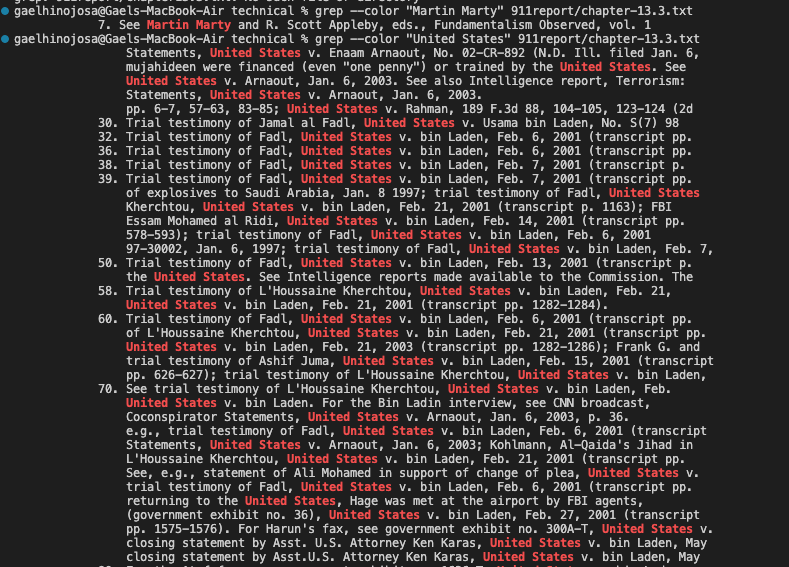 gaelhinojosa@Gaels-MacBook-Air technical % grep --color "Martin Marty" 911report/chapter-13.3.txt
7. See Martin Marty and R. Scott Appleby, eds., Fundamentalism Observed, vol. 1
gaelhinojosa@Gaels-MacBook-Air technical % grep --color "United States" 911report/chapter-13.3.txt
Statements, United States v. Enaam Arnaout, No. 02-CR-892 (N.D. Ill. filed Jan. 6,
mujahideen were financed (even "one penny") or trained by the United States. See
United States v. Arnaout, Jan. 6, 2003. See also Intelligence report, Terrorism:
Statements, United States v. Arnaout, Jan. 6, 2003.
pp. 6-7, 57-63, 83-85; United States v. Rahman, 189 F.3d 88, 104-105, 123-124 (2d
30. Trial testimony of Jamal al Fadl, United States v. Usama bin Laden, No. S(7) 98
32. Trial testimony of Fadl, United States v. bin Laden, Feb. 6, 2001 (transcript pp.
36. Trial testimony of Fadl, United States v. bin Laden, Feb. 6, 2001 (transcript pp.
38. Trial testimony of Fadl, United States v. bin Laden, Feb. 7, 2001 (transcript p.
39. Trial testimony of Fadl, United States v. bin Laden, Feb. 7, 2001 (transcript pp.
of explosives to Saudi Arabia, Jan. 8 1997; trial testimony of Fadl, United States
Kherchtou, United States v. bin Laden, Feb. 21, 2001 (transcript p. 1163); FBI
Essam Mohamed al Ridi, United States v. bin Laden, Feb. 14, 2001 (transcript pp.
578-593); trial testimony of Fadl, United States v. bin Laden, Feb. 6, 2001
97-30002, Jan. 6, 1997; trial testimony of Fadl, United States v. bin Laden, Feb. 7,
50. Trial testimony of Fadl, United States v. bin Laden, Feb. 13, 2001 (transcript p.
the United States. See Intelligence reports made available to the Commission. The
58. Trial testimony of L'Houssaine Kherchtou, United States v. bin Laden, Feb. 21,
United States v. bin Laden, Feb. 21, 2001 (transcript pp. 1282-1284).
60. Trial testimony of Fadl, United States v. bin Laden, Feb. 6, 2001 (transcript pp.
of L'Houssaine Kherchtou, United States v. bin Laden, Feb. 21, 2001 (transcript pp.
United States v. bin Laden, Feb. 21, 2003 (transcript pp. 1282-1286); Frank G. and
trial testimony of Ashif Juma, United States v. bin Laden, Feb. 15, 2001 (transcript
pp. 626-627); trial testimony of L'Houssaine Kherchtou, United States v. bin Laden,
70. See trial testimony of L'Houssaine Kherchtou, United States v. bin Laden, Feb.
United States v. bin Laden. For the Bin Ladin interview, see CNN broadcast,
Coconspirator Statements, United States v. Arnaout, Jan. 6, 2003, p. 36.
e.g., trial testimony of Fadl, United States v. bin Laden, Feb. 6, 2001 (transcript
Statements, United States v. Arnaout, Jan. 6, 2003; Kohlmann, Al-Qaida's Jihad in
L'Houssaine Kherchtou, United States v. bin Laden, Feb. 21, 2001 (transcript pp.
See, e.g., statement of Ali Mohamed in support of change of plea, United States v.
trial testimony of Fadl, United States v. bin Laden, Feb. 6, 2001 (transcript pp.
returning to the United States, Hage was met at the airport by FBI agents,
(government exhibit no. 36), United States v. bin Laden, Feb. 27, 2001 (transcript
pp. 1575-1576). For Harun's fax, see government exhibit no. 300A-T, United States v.
closing statement by Asst. U.S. Attorney Ken Karas, United States v. bin Laden, May
closing statement by Asst.U.S. Attorney Ken Karas, United States v. bin Laden, May